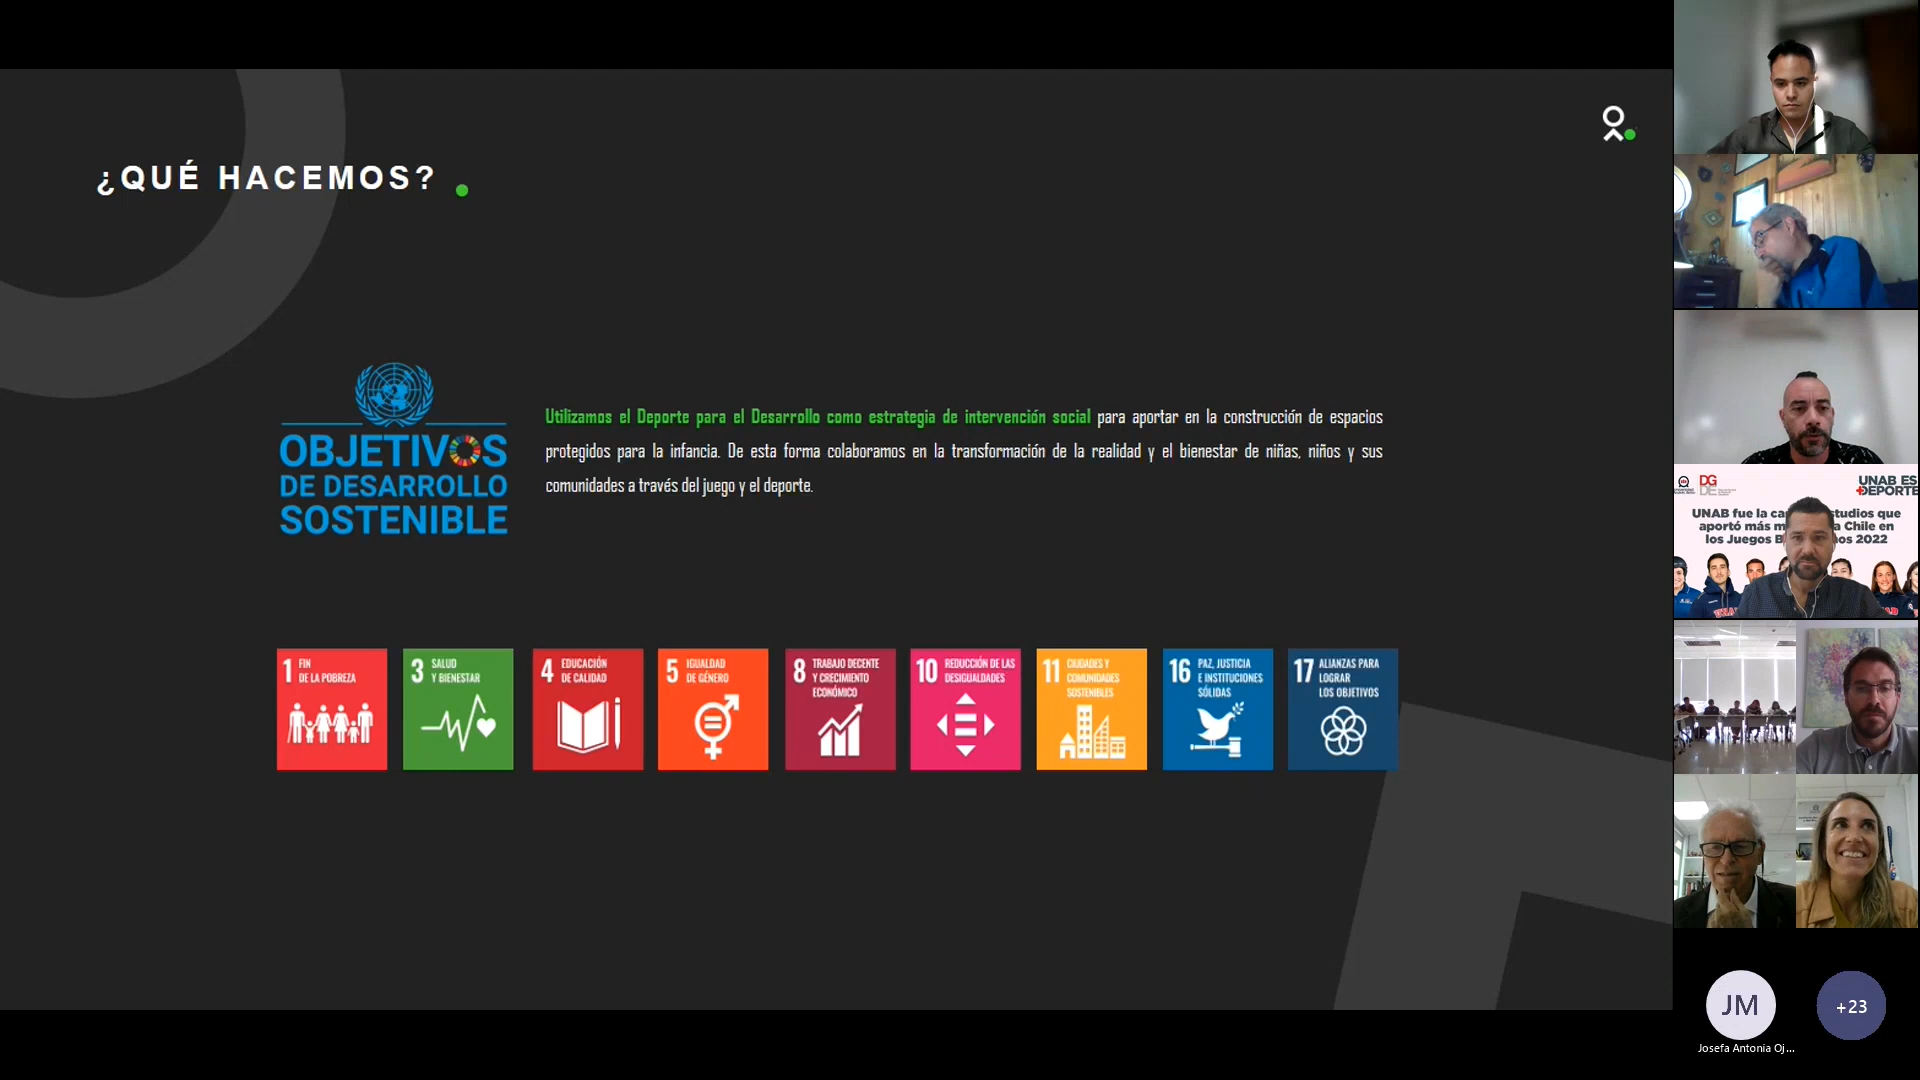 ¿QUÉ HACEMOS?
OBJETIVOS
DE DESARROLLO
SOSTENIBLE
Utilizamos el Deporte para el Desarrollo como estrategia de intervención social para aportar en la construcción de espacios
protegidos para la infancia. De esta forma colaboramos en la transformación de la realidad y el bienestar de niñas, niños y sus
comunidades a través del juego y el deporte.
1 FIN
DE LA POBREZA
3 SALUD
Y BIENESTAR
4 EDUCACIÓN
DE CALIDAD
5 IGUALDAD
DE GÉNERO
8 TRABAJO DECENTE
Y CRECIMIENTO
ECONÓMICO
10 REDUCCIÓN DE LAS
DESIGUALDADES
11 CIUDADES Y
COMUNIDADES
SOSTENIBLES
16 PAZ, JUSTICIA
E INSTITUCIONES
SÓLIDAS
17 ALIANZAS PARA
LOGRAR
LOS OBJETIVOS
DG
DE
UNAB ES
+DEPORTE
UNAB fue la ca studios que
aportó más m a Chile en
los Juegos B nos 2022
JM
Josefa Antonia Oj...
+23